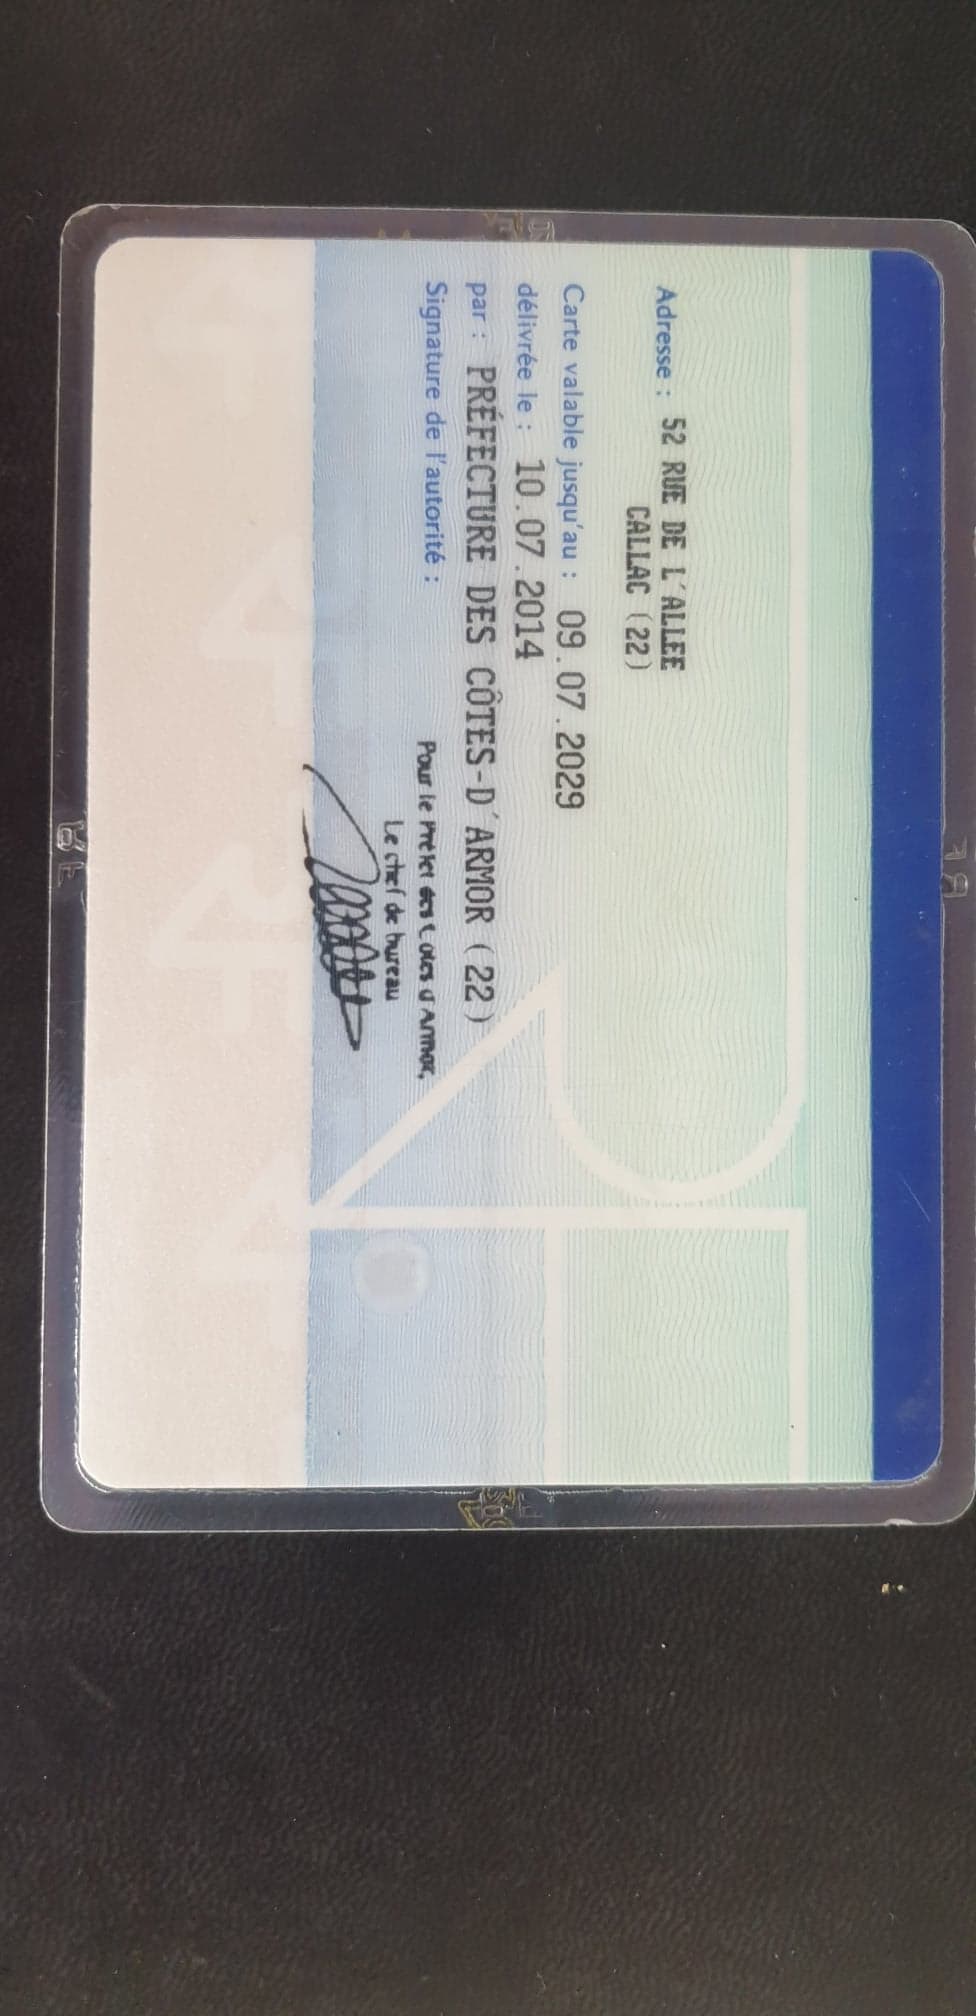 Adresse : 52 RUE DE L'ALLEE
CALLAC (22)
Carte valable jusqu'au : 09.07.2029
délivrée le : 10.07.2014
par : PRÉFECTURE DES CÔTES-D'ARMOR (22)
Signature de l'autorité :
Pour le Préfet des Côtes d'Armor,
Le chef de bureau
RF